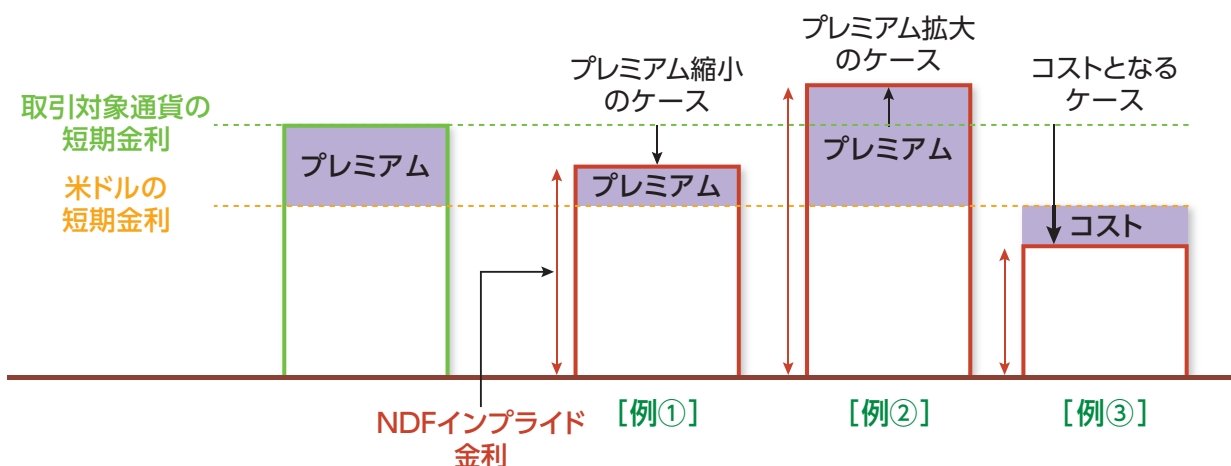 取引対象通貨の
短期金利
米ドルの
短期金利
プレミアム
プレミアム縮小
のケース
プレミアム
プレミアム拡大
のケース
プレミアム
コストとなる
ケース
コスト
NDFインプライド
金利
［例①］
［例②］
［例③］